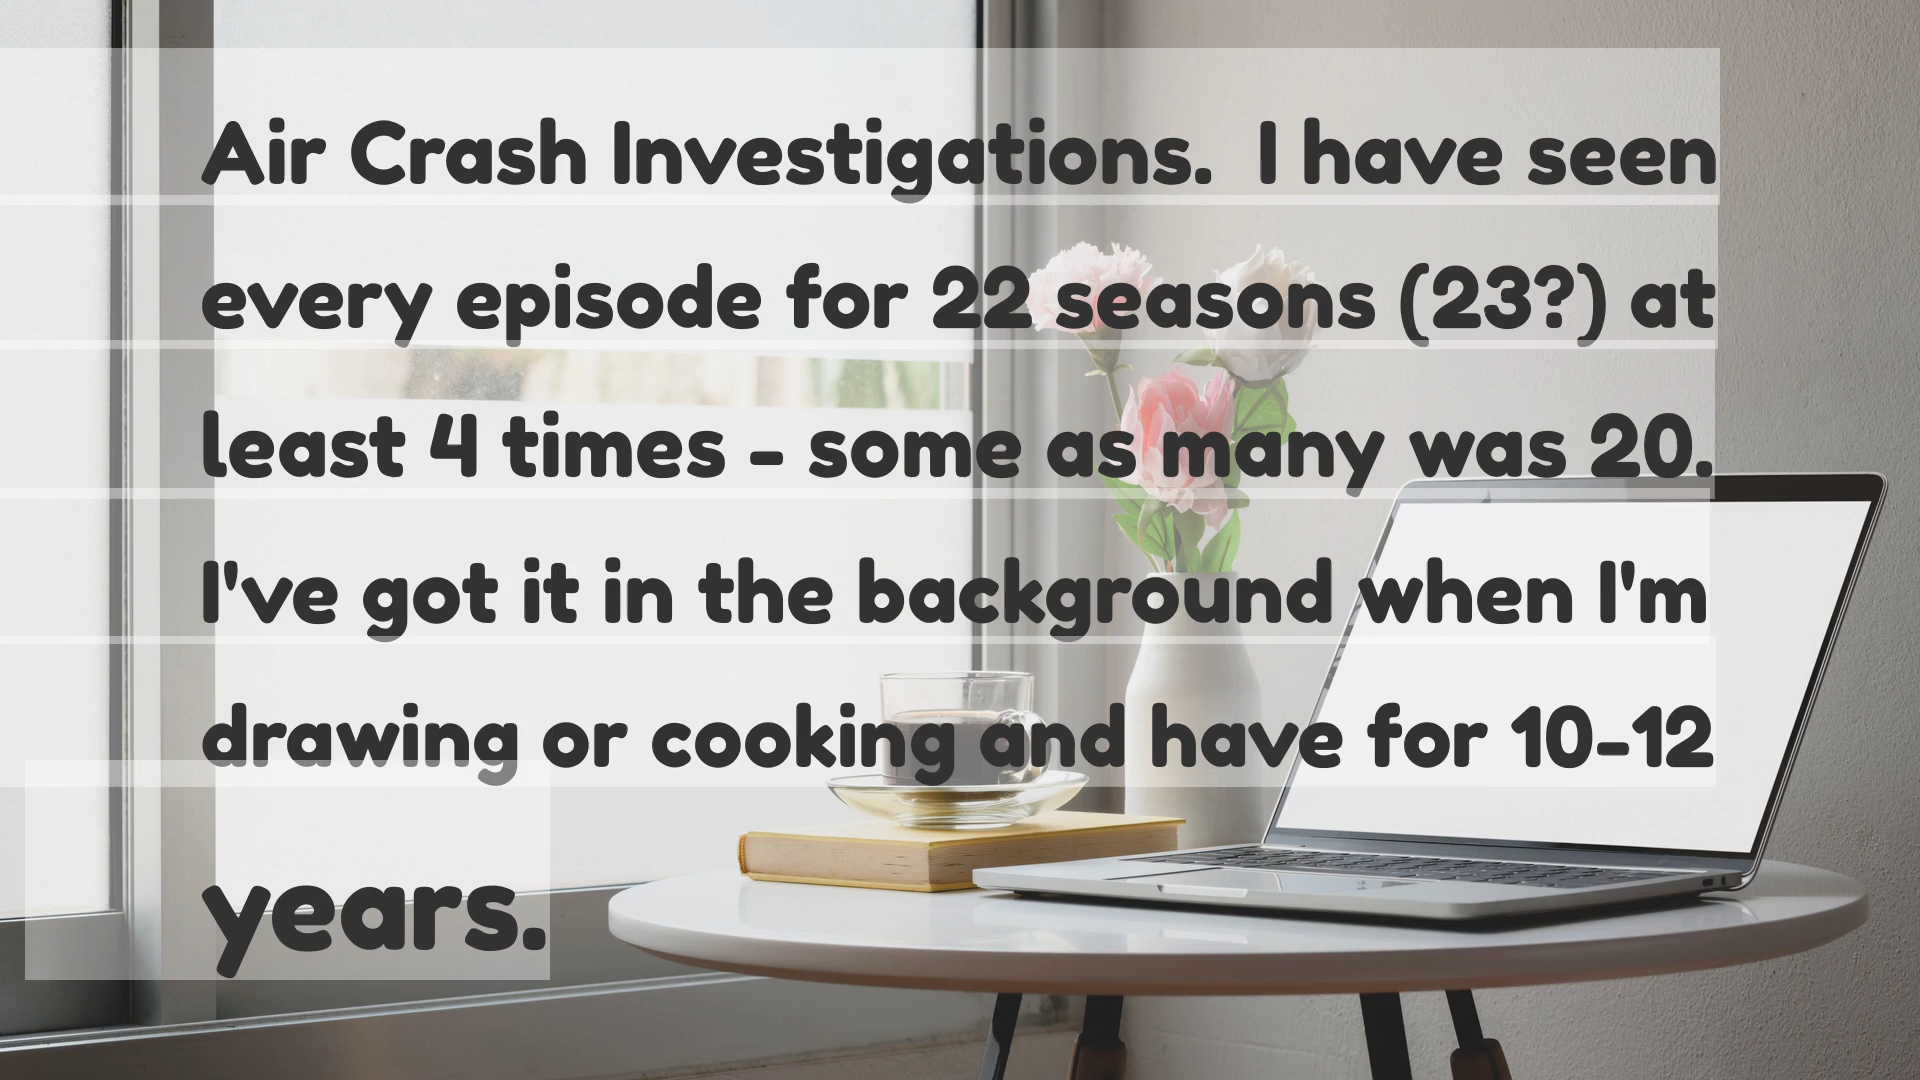 Air Crash Investigations.  I have seen
every episode for 22 seasons (23?) at
least 4 times - some as many was 20.
I've got it in the background when I'm
drawing or cooking and have for 10-12
years.